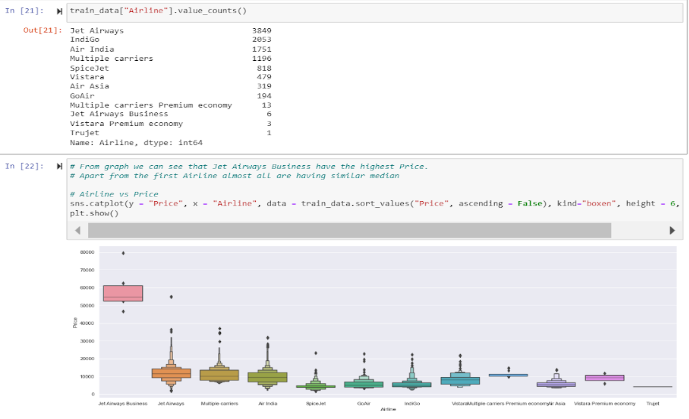 In [21]:
train_data["Airline"].value_counts()
Out[21]:
Jet Airways 3849
IndiGo 2053
Air India 1751
Multiple carriers 1196
SpiceJet 818
Vistara 479
Air Asia 319
GoAir 194
Multiple carriers Premium economy 13
Jet Airways Business 6
Vistara Premium economy 3
Trujet 1
Name: Airline, dtype: int64
In [22]:
# From graph we can see that Jet Airways Business have the highest Price.
# Apart from the first Airline almost all are having similar median
# Airline vs Price
sns.catplot(y = "Price", x = "Airline", data = train_data.sort_values("Price", ascending = False), kind="boxen", height = 6,
plt.show()
80000
70000
60000
50000
40000
30000
20000
10000
0
Price
Jet Airways Business Jet Airways Multiple carriers Air India SpiceJet GoAir IndiGo Vistara Multiple carriers Premium economy Air Asia Vistara Premium economy Trujet
Airline